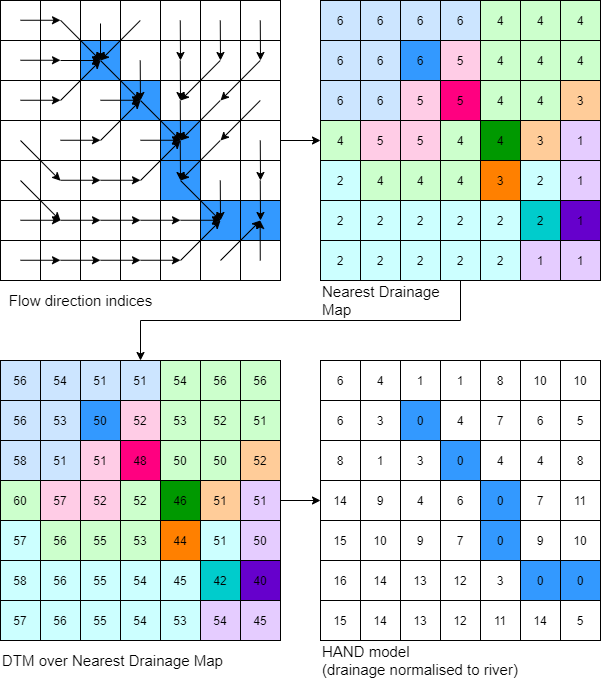 6 6 6 6 4 4 4
6 6 6 5 4 4 4
6 6 5 5 4 4 3
4 5 5 4 4 3 1
2 4 4 4 3 2 1
2 2 2 2 2 2 1
2 2 2 2 2 1 1
Flow direction indices
Nearest Drainage
Map
56 54 51 51 54 56 56
56 53 50 52 53 52 51
58 51 51 48 50 50 52
60 57 52 52 46 51 51
57 56 55 53 44 51 50
58 56 55 54 45 42 40
57 56 55 54 53 54 45
DTM over Nearest Drainage Map
6 4 1 1 8 10 10
6 3 0 4 7 6 5
8 1 3 0 4 4 8
14 9 4 6 0 7 11
15 10 9 7 0 9 10
16 14 13 12 3 0 0
15 14 13 12 11 14 5
HAND model
(drainage normalised to river)